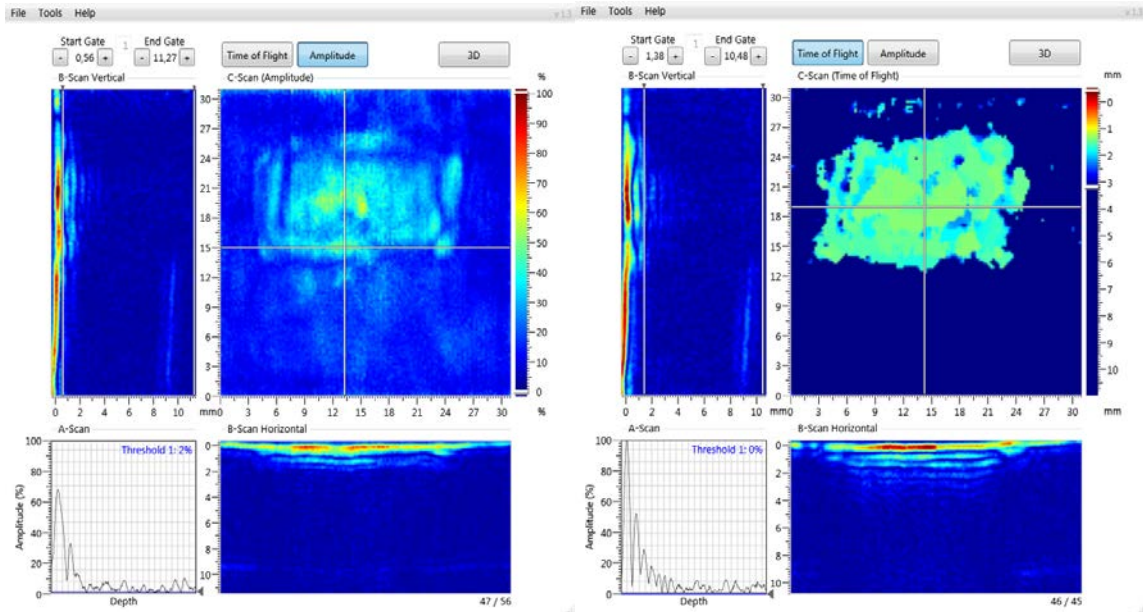 File Tools Help
v 1.3
Start Gate
1
End Gate
- 0,56 +
- 11,27 +
Time of Flight
Amplitude
3D
B-Scan Vertical
C-Scan (Amplitude)
%
30
27
24
21
18
15
12
9
6
3
0
100
90
80
70
60
50
40
30
20
10
0
0 2 4 6 8 10 mm
0 3 6 9 12 15 18 21 24 27 30
%
A-Scan
B-Scan Horizontal
Threshold 1: 2%
Amplitude (%)
100
80
60
40
20
0
0
2
4
6
8
10
Depth
47 / 56
File Tools Help
v 1.3
Start Gate
1
End Gate
- 1,38 +
- 10,48 +
Time of Flight
Amplitude
3D
B-Scan Vertical
C-Scan (Time of Flight)
mm
30
27
24
21
18
15
12
9
6
3
0
0
1
2
3
4
5
6
7
8
9
10
0 2 4 6 8 10 mm
3 6 9 12 15 18 21 24 27 30
mm
A-Scan
B-Scan Horizontal
Threshold 1: 0%
Amplitude (%)
100
80
60
40
20
0
0
2
4
6
8
10
Depth
46 / 45